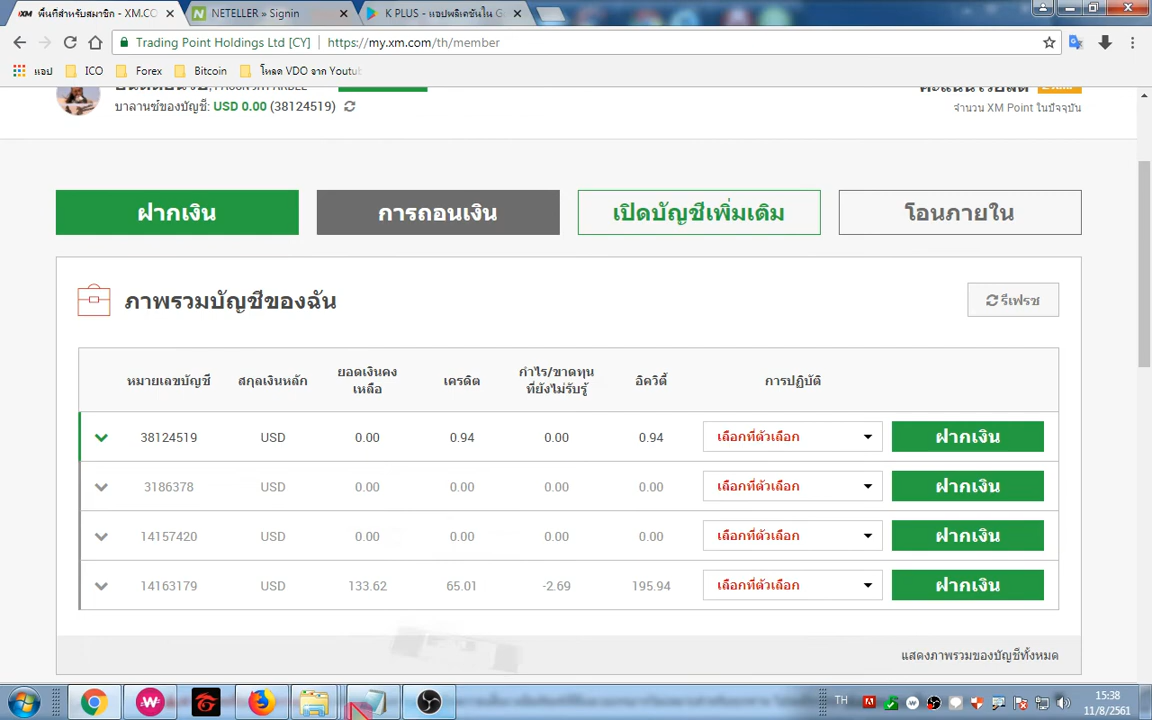 XM พื้นที่สำหรับสมาชิก - XM.CO
NETELLER » Signin
K PLUS - แอปพลิเคชันใน G
Trading Point Holdings Ltd [CY] https://my.xm.com/th/member
แอป ICO Forex Bitcoin โหลด VDO จาก Youtu
บาลานซ์ของบัญชี: USD 0.00 (38124519)
จำนวน XM Point ในปัจจุบัน
ฝากเงิน การถอนเงิน เปิดบัญชีเพิ่มเติม โอนภายใน
ภาพรวมบัญชีของฉัน
รีเฟรช
หมายเลขบัญชี สกุลเงินหลัก ยอดเงินคง กำไร/ขาดทุน เครดิต อิควิตี้ การปฏิบัติ
เหลือ ที่ยังไม่รับรู้
38124519 USD 0.00 0.94 0.00 0.94 เลือกที่ตัวเลือก ฝากเงิน
3186378 USD 0.00 0.00 0.00 0.00 เลือกที่ตัวเลือก ฝากเงิน
14157420 USD 0.00 0.00 0.00 0.00 เลือกที่ตัวเลือก ฝากเงิน
14163179 USD 133.62 65.01 -2.69 195.94 เลือกที่ตัวเลือก ฝากเงิน
แสดงภาพรวมของบัญชีทั้งหมด
TH
15:38
11/8/2561